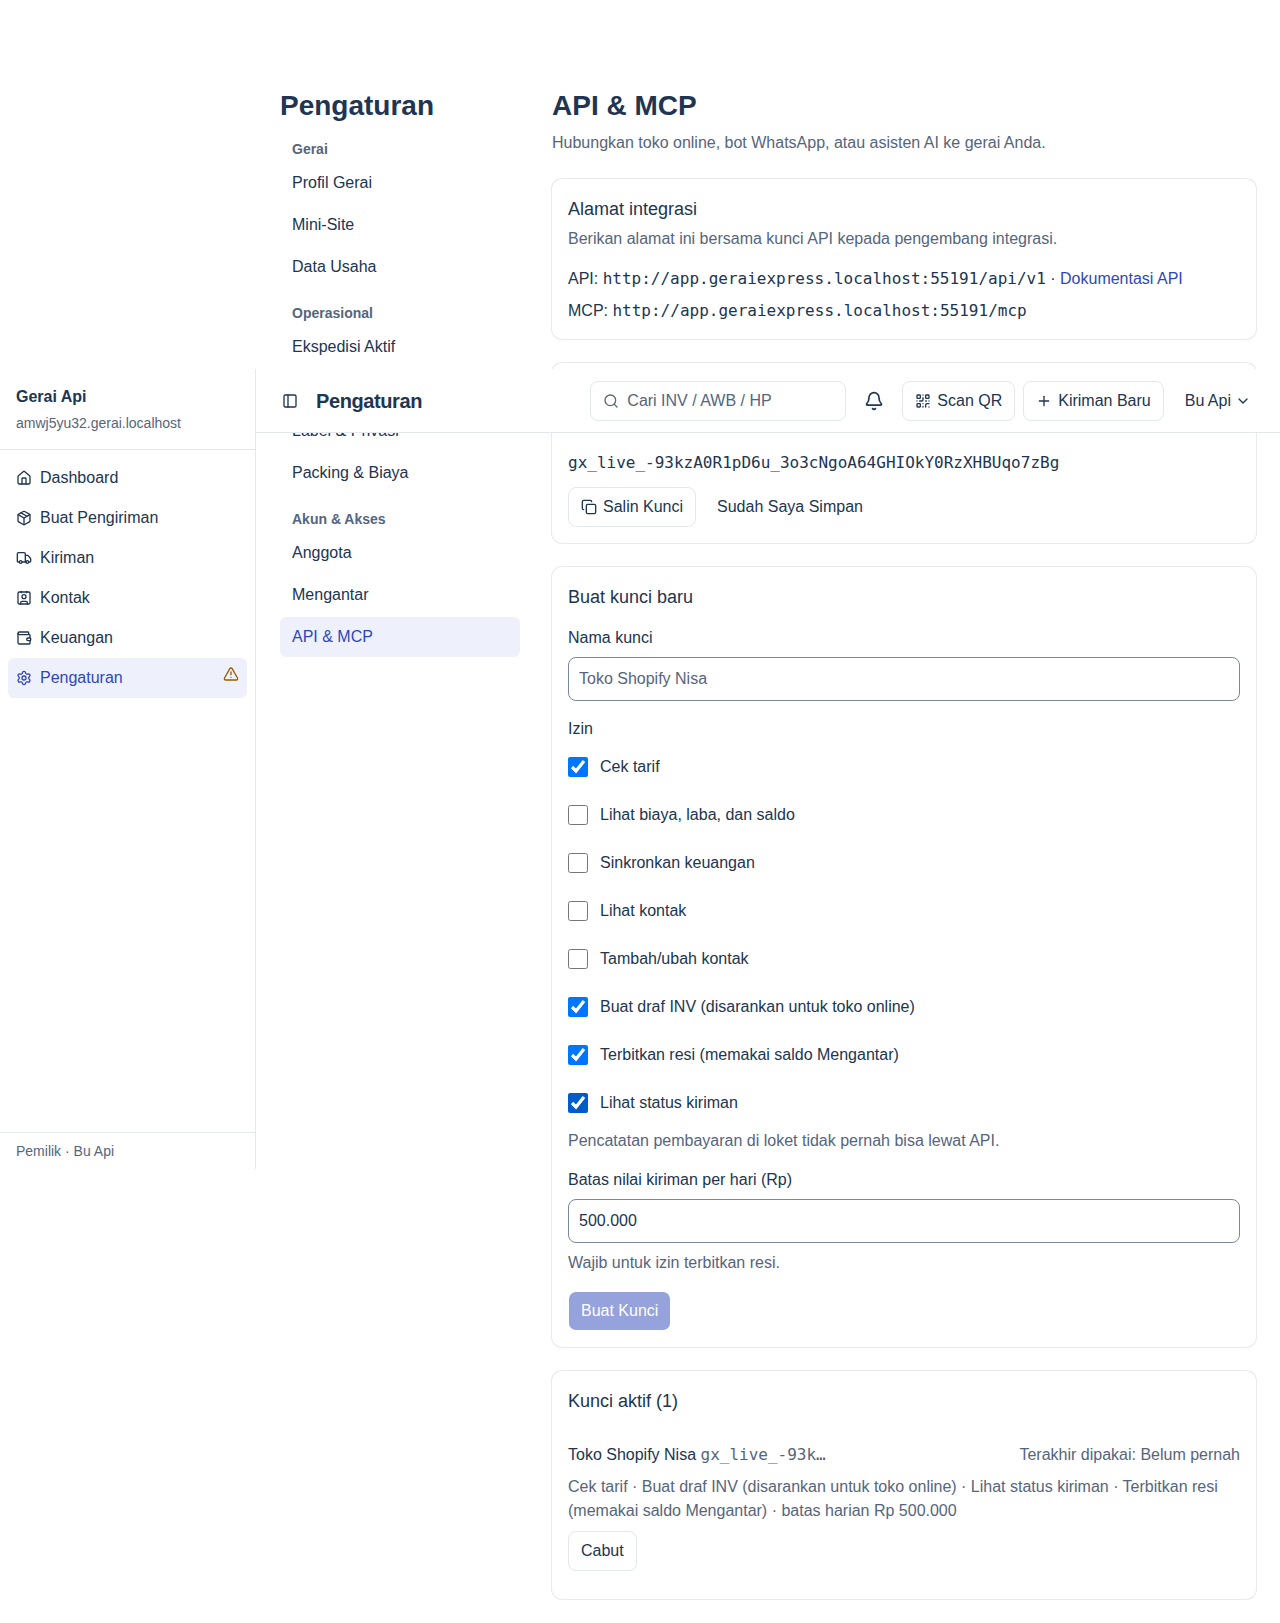 Pengaturan
Gerai
Profil Gerai
Mini-Site
Data Usaha
Operasional
Ekspedisi Aktif
Packing & Biaya
Akun & Akses
Anggota
Mengantar
API & MCP
API & MCP
Hubungkan toko online, bot WhatsApp, atau asisten AI ke gerai Anda.
Alamat integrasi
Berikan alamat ini bersama kunci API kepada pengembang integrasi.
API: http://app.geraiexpress.localhost:55191/api/v1 · Dokumentasi API
MCP: http://app.geraiexpress.localhost:55191/mcp
Gerai Api
amwj5yu32.gerai.localhost
Dashboard
Buat Pengiriman
Kiriman
Kontak
Keuangan
Pengaturan
Pemilik · Bu Api
Pengaturan
Cari INV / AWB / HP
Scan QR
Kiriman Baru
Bu Api
gx_live_-93kzA0R1pD6u_3o3cNgoA64GHIOkY0RzXHBUqo7zBg
Salin Kunci
Sudah Saya Simpan
Buat kunci baru
Nama kunci
Toko Shopify Nisa
Izin
Cek tarif
Lihat biaya, laba, dan saldo
Sinkronkan keuangan
Lihat kontak
Tambah/ubah kontak
Buat draf INV (disarankan untuk toko online)
Terbitkan resi (memakai saldo Mengantar)
Lihat status kiriman
Pencatatan pembayaran di loket tidak pernah bisa lewat API.
Batas nilai kiriman per hari (Rp)
500.000
Wajib untuk izin terbitkan resi.
Buat Kunci
Kunci aktif (1)
Toko Shopify Nisa gx_live_-93k…
Terakhir dipakai: Belum pernah
Cek tarif · Buat draf INV (disarankan untuk toko online) · Lihat status kiriman · Terbitkan resi
(memakai saldo Mengantar) · batas harian Rp 500.000
Cabut